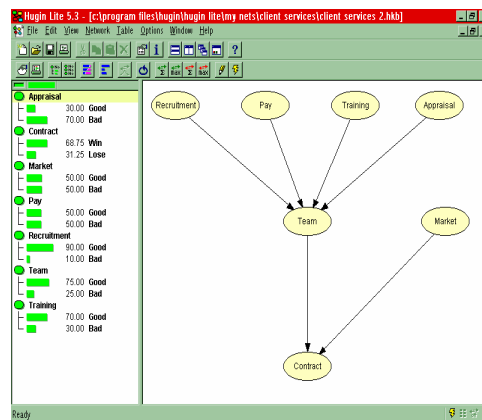 Hugin Lite 5.3 - [c:\program files\hugin\hugin lite\my nets\client services\client services 2.hkb]
File Edit View Network Table Options Window Help
Appraisal
30.00 Good
70.00 Bad
Contract
68.75 Win
31.25 Lose
Market
50.00 Good
50.00 Bad
Pay
50.00 Good
50.00 Bad
Recruitment
90.00 Good
10.00 Bad
Team
75.00 Good
25.00 Bad
Training
70.00 Good
30.00 Bad
Recruitment
Pay
Training
Appraisal
Team
Market
Contract
Ready